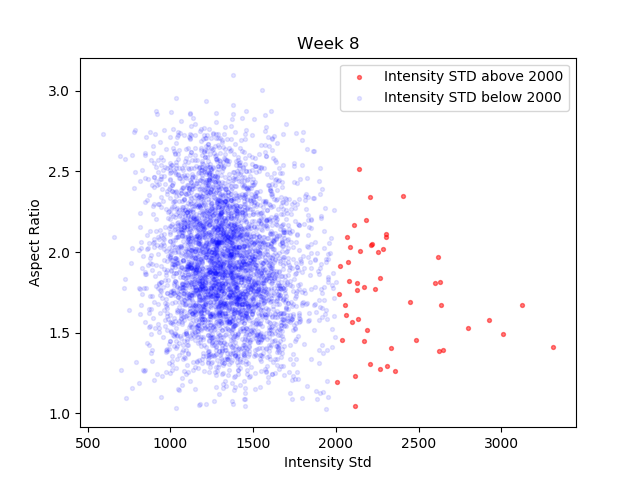 Week 8
Intensity STD above 2000
Intensity STD below 2000
3.0
2.5
2.0
1.5
1.0
Aspect Ratio
500 1000 1500 2000 2500 3000
Intensity Std